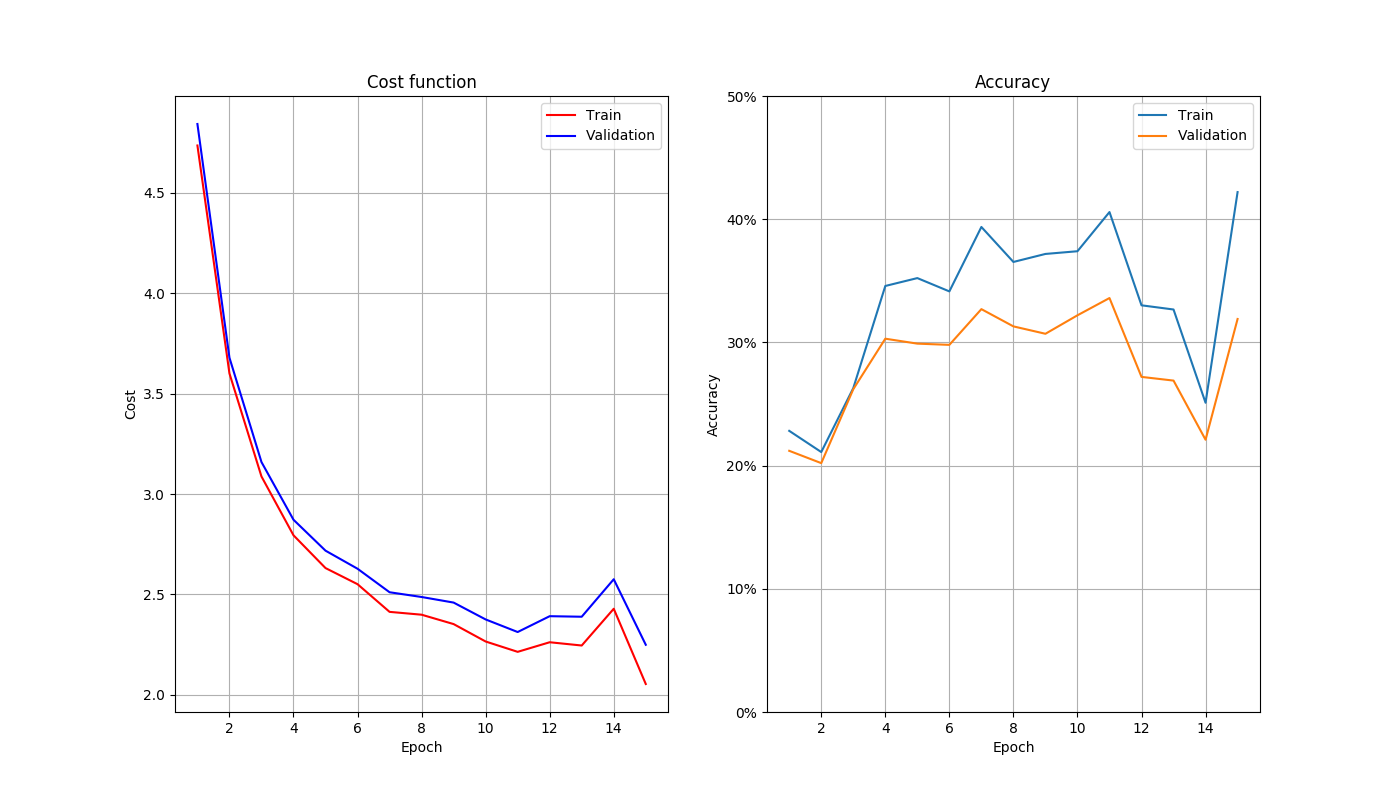 Cost function
Train
Validation
4.5
4.0
3.5
3.0
2.5
2.0
Cost
2 4 6 8 10 12 14
Epoch
Accuracy
Train
Validation
50%
40%
30%
20%
10%
0%
Accuracy
2 4 6 8 10 12 14
Epoch